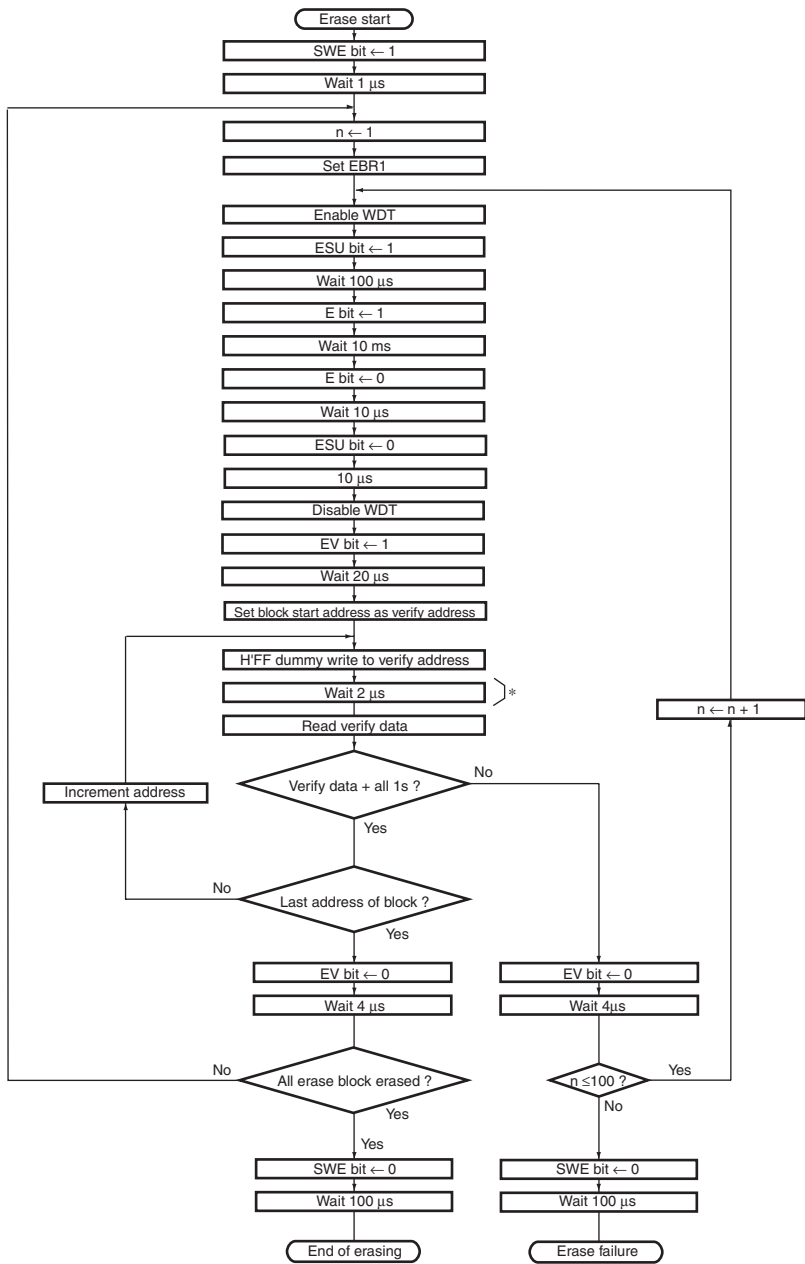 Erase start
SWE bit ← 1
Wait 1 μs
n ← 1
Set EBR1
Enable WDT
ESU bit ← 1
Wait 100 μs
E bit ← 1
Wait 10 ms
E bit ← 0
Wait 10 μs
ESU bit ← 0
10 μs
Disable WDT
EV bit ← 1
Wait 20 μs
Set block start address as verify address
H'FF dummy write to verify address
Wait 2 μs
*
n ← n + 1
Read verify data
Verify data + all 1s ?
No
Increment address
Yes
No
Last address of block ?
Yes
EV bit ← 0
EV bit ← 0
Wait 4 μs
Wait 4μs
No
All erase block erased ?
n ≤100 ?
Yes
Yes
No
Yes
SWE bit ← 0
SWE bit ← 0
Wait 100 μs
Wait 100 μs
End of erasing
Erase failure